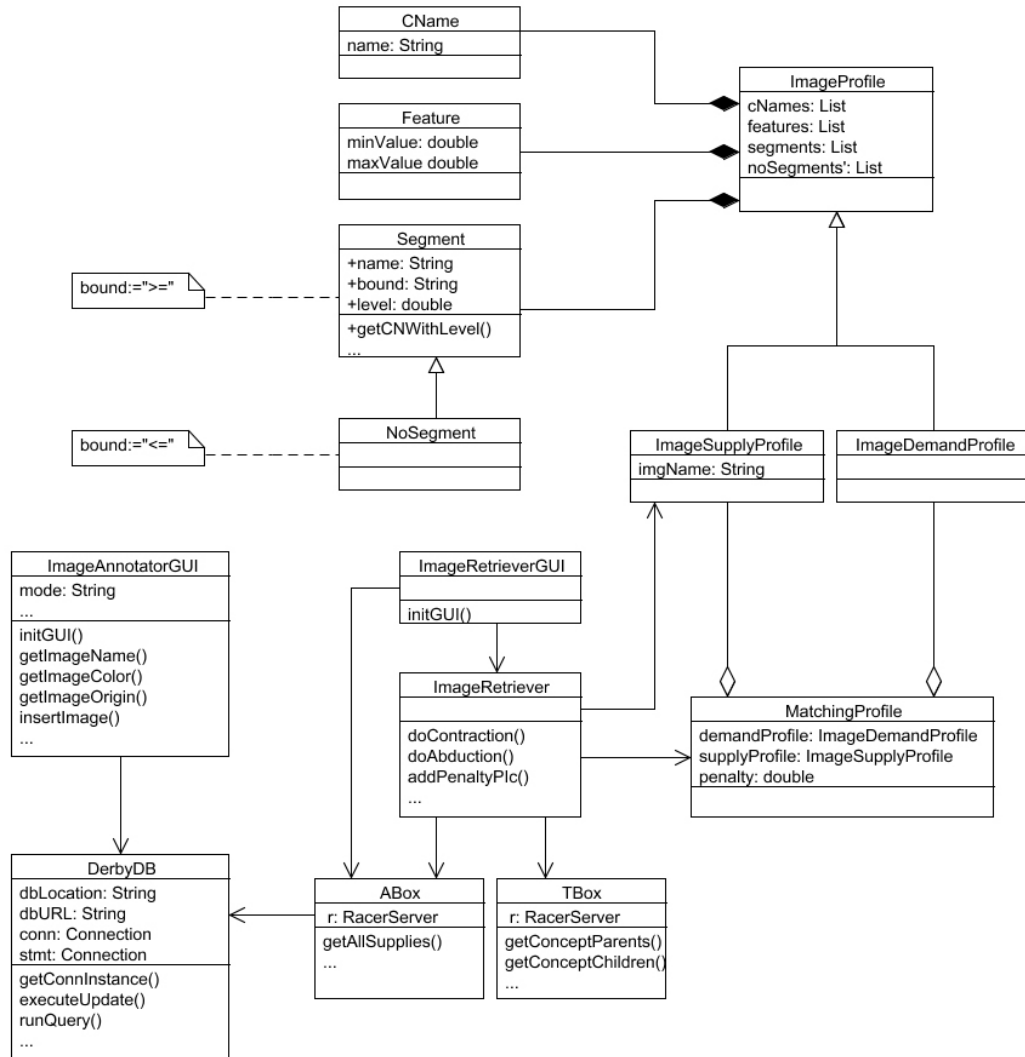 CName
name: String
ImageProfile
cNames: List
features: List
segments: List
noSegments': List
Feature
minValue: double
maxValue double
Segment
+name: String
+bound: String
+level: double
+getCNWithLevel()
...
bound:=">="
NoSegment
bound:="<="
ImageSupplyProfile
imgName: String
ImageDemandProfile
ImageAnnotatorGUI
mode: String
...
initGUI()
getImageName()
getImageColor()
getImageOrigin()
insertImage()
...
ImageRetrieverGUI
initGUI()
ImageRetriever
doContraction()
doAbduction()
addPenaltyPlc()
...
MatchingProfile
demandProfile: ImageDemandProfile
supplyProfile: ImageSupplyProfile
penalty: double
DerbyDB
dbLocation: String
dbURL: String
conn: Connection
stmt: Connection
getConnInstance()
executeUpdate()
runQuery()
...
ABox
r: RacerServer
getAllSupplies()
...
TBox
r: RacerServer
getConceptParents()
getConceptChildren()
...